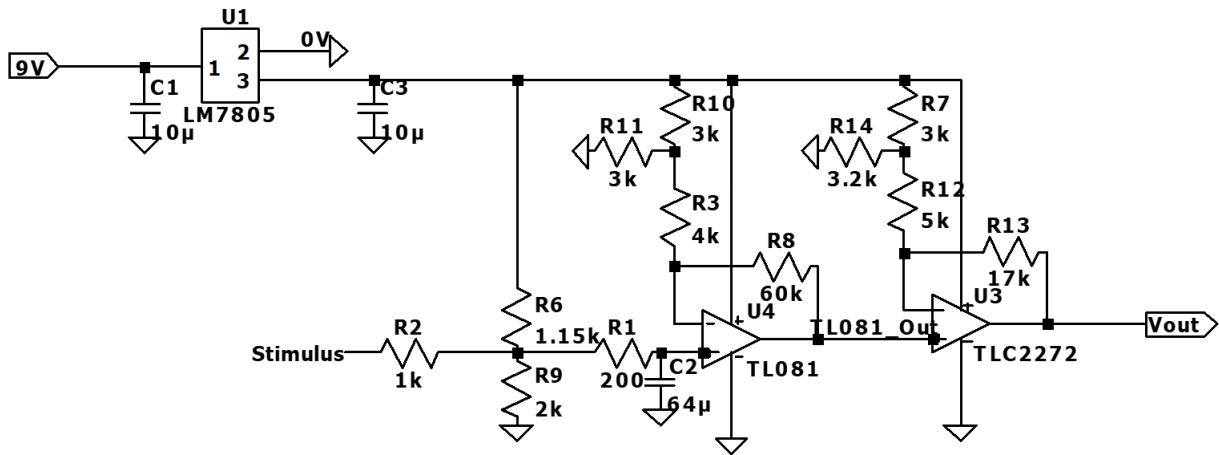 U1
9V
1
2
3
0V
LM7805
C1
10µ
C3
10µ
R10
3k
R11
3k
R3
4k
R8
60k
R7
3k
R14
3.2k
R12
5k
R13
17k
R6
1.15k
R2
1k
Stimulus
R1
200
R9
2k
C2
64µ
U4
TL081
TL081_Out
U3
TLC2272
Vout